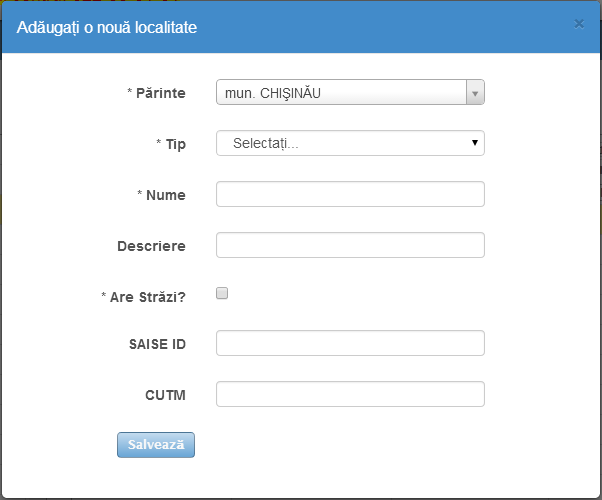 Adăugați o nouă localitate ×
* Părinte mun. CHIŞINĂU
* Tip Selectați...
* Nume
Descriere
* Are Străzi?
SAISE ID
CUTM
Salvează